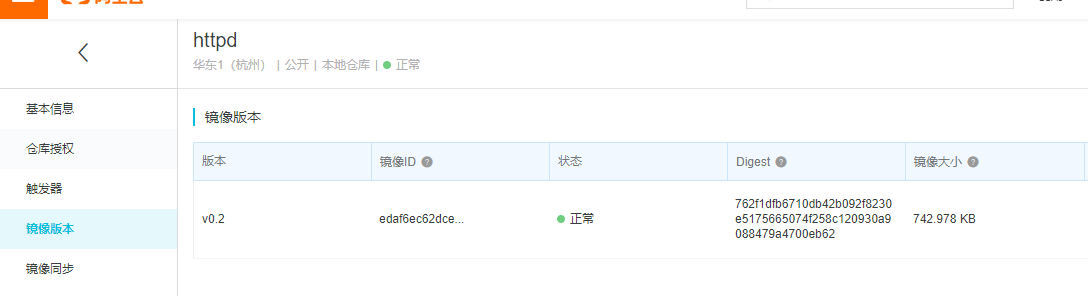 httpd
华东1（杭州） | 公开 | 本地仓库 | 正常
基本信息
仓库授权
触发器
镜像版本
镜像同步
镜像版本
版本 镜像ID 状态 Digest 镜像大小
v0.2 edaf6ec62dce... 正常 762f1dfb6710db42b092f8230 742.978 KB
e5175665074f258c120930a9
088479a4700eb62